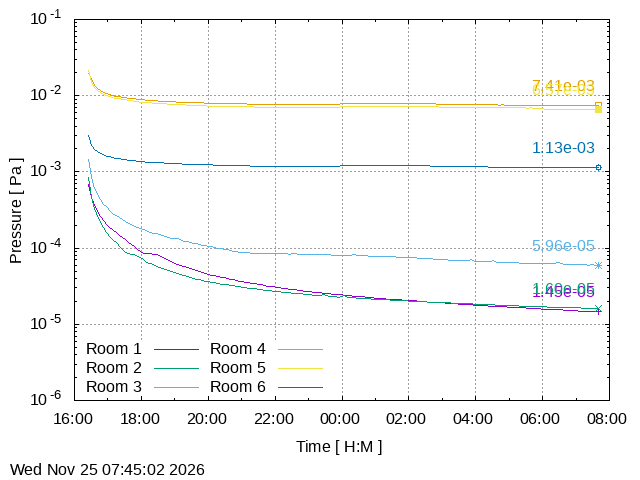 10^-1
10^-2
10^-3
10^-4
10^-5
10^-6
Pressure [ Pa ]
7.41e-03
1.13e-03
5.96e-05
1.45e-05
Room 1 Room 4
Room 2 Room 5
Room 3 Room 6
16:00 18:00 20:00 22:00 00:00 02:00 04:00 06:00 08:00
Time [ H:M ]
Wed Nov 25 07:45:02 2026